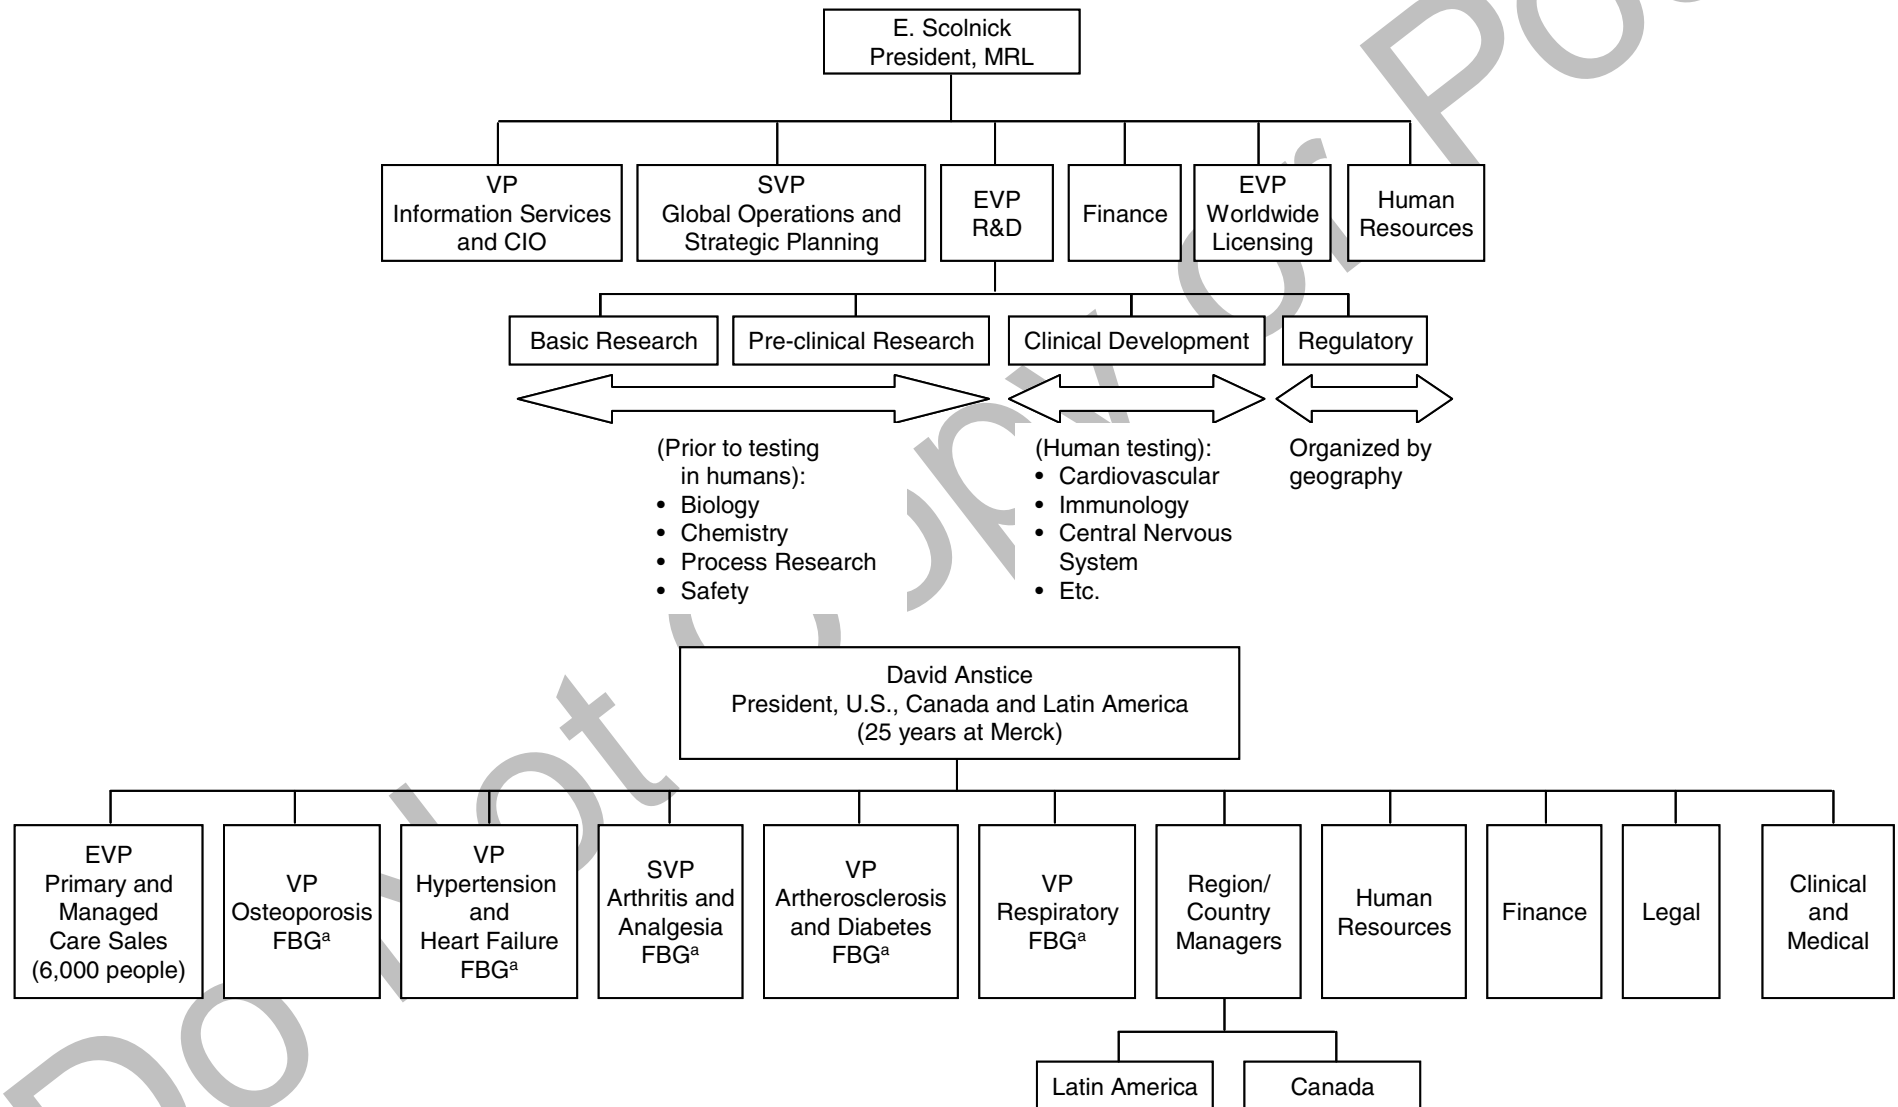 E. Scolnick
President, MRL
VP
Information Services
and CIO
SVP
Global Operations and
Strategic Planning
EVP
R&D
Finance
EVP
Worldwide
Licensing
Human
Resources
Basic Research
Pre-clinical Research
Clinical Development
Regulatory
(Prior to testing
in humans):
• Biology
• Chemistry
• Process Research
• Safety
(Human testing):
• Cardiovascular
• Immunology
• Central Nervous
System
• Etc.
Organized by
geography
David Anstice
President, U.S., Canada and Latin America
(25 years at Merck)
EVP
Primary and
Managed
Care Sales
(6,000 people)
VP
Osteoporosis
FBGᵃ
VP
Hypertension
and
Heart Failure
FBGᵃ
SVP
Arthritis and
Analgesia
FBGᵃ
VP
Artherosclerosis
and Diabetes
FBGᵃ
VP
Respiratory
FBGᵃ
Region/
Country
Managers
Human
Resources
Finance
Legal
Clinical
and
Medical
Latin America
Canada
Do Not Copy or Po